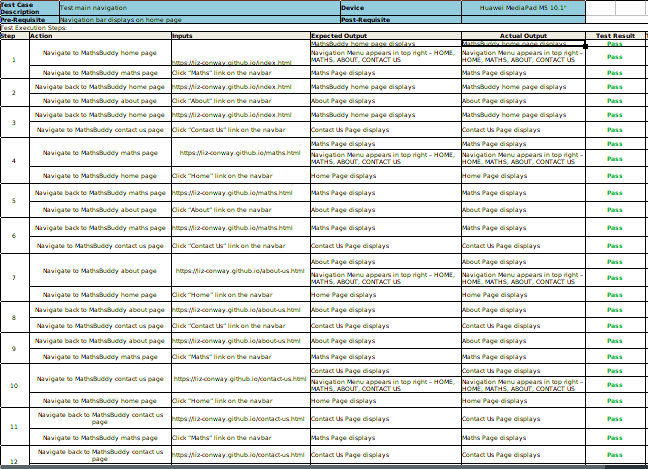 Test Case Description Test main navigation Device Huawei MediaPad M5 10.1"
Pre-Requisite Navigation bar displays on home page Post-Requisite
Test Execution Steps:
Step Action Inputs Expected Output Actual Output Test Result
1 Navigate to MathsBuddy home page https://liz-conway.github.io/index.html MathsBuddy home page displays MathsBuddy home page displays Pass
Navigation Menu appears in top right – HOME, MATHS, ABOUT, CONTACT US Navigation Menu appears in top right – HOME, MATHS, ABOUT, CONTACT US Pass
Navigate to MathsBuddy maths page Click "Maths" link on the navbar Maths Page displays Maths Page displays Pass
2 Navigate back to MathsBuddy home page https://liz-conway.github.io/index.html MathsBuddy home page displays MathsBuddy home page displays Pass
Navigate to MathsBuddy about page Click "About" link on the navbar About Page displays About Page displays Pass
3 Navigate back to MathsBuddy home page https://liz-conway.github.io/index.html MathsBuddy home page displays MathsBuddy home page displays Pass
Navigate to MathsBuddy contact us page Click "Contact Us" link on the navbar Contact Us Page displays Contact Us Page displays Pass
4 Navigate to MathsBuddy maths page https://liz-conway.github.io/maths.html Maths Page displays Maths Page displays Pass
Navigation Menu appears in top right – HOME, MATHS, ABOUT, CONTACT US Navigation Menu appears in top right – HOME, MATHS, ABOUT, CONTACT US Pass
Navigate to MathsBuddy home page Click "Home" link on the navbar Home Page displays Home Page displays Pass
5 Navigate back to MathsBuddy maths page https://liz-conway.github.io/maths.html Maths Page displays Maths Page displays Pass
Navigate to MathsBuddy about page Click "About" link on the navbar About Page displays About Page displays Pass
6 Navigate back to MathsBuddy maths page https://liz-conway.github.io/maths.html Maths Page displays Maths Page displays Pass
Navigate to MathsBuddy contact us page Click "Contact Us" link on the navbar Contact Us Page displays Contact Us Page displays Pass
7 Navigate to MathsBuddy about page https://liz-conway.github.io/about-us.html About Page displays About Page displays Pass
Navigation Menu appears in top right – HOME, MATHS, ABOUT, CONTACT US Navigation Menu appears in top right – HOME, MATHS, ABOUT, CONTACT US Pass
Navigate to MathsBuddy home page Click "Home" link on the navbar Home Page displays Home Page displays Pass
8 Navigate back to MathsBuddy about page https://liz-conway.github.io/about-us.html About Page displays About Page displays Pass
Navigate to MathsBuddy contact us page Click "Contact Us" link on the navbar Contact Us Page displays Contact Us Page displays Pass
9 Navigate back to MathsBuddy about page https://liz-conway.github.io/about-us.html About Page displays About Page displays Pass
Navigate to MathsBuddy maths page Click "Maths" link on the navbar Maths Page displays Maths Page displays Pass
10 Navigate to MathsBuddy contact us page https://liz-conway.github.io/contact-us.html Contact Us Page displays Contact Us Page displays Pass
Navigation Menu appears in top right – HOME, MATHS, ABOUT, CONTACT US Navigation Menu appears in top right – HOME, MATHS, ABOUT, CONTACT US Pass
Navigate to MathsBuddy home page Click "Home" link on the navbar Home Page displays Home Page displays Pass
11 Navigate back to MathsBuddy contact us page https://liz-conway.github.io/contact-us.html Contact Us Page displays Contact Us Page displays Pass
Navigate to MathsBuddy maths page Click "Maths" link on the navbar Maths Page displays Maths Page displays Pass
12 Navigate back to MathsBuddy contact us page https://liz-conway.github.io/contact-us.html Contact Us Page displays Contact Us Page displays Pass